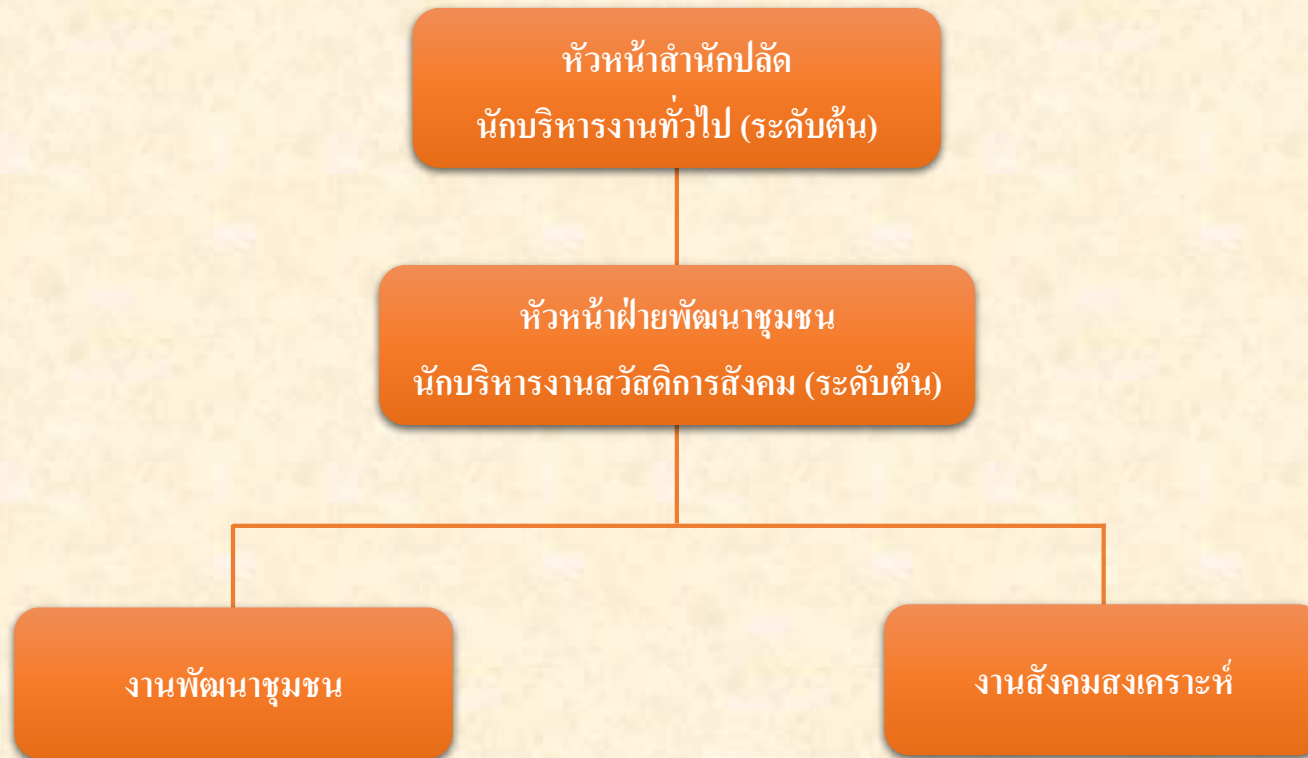 หัวหน้าสำนักปลัด
นักบริหารงานทั่วไป (ระดับต้น)
หัวหน้าฝ่ายพัฒนาชุมชน
นักบริหารงานสวัสดิการสังคม (ระดับต้น)
งานพัฒนาชุมชน
งานสังคมสงเคราะห์